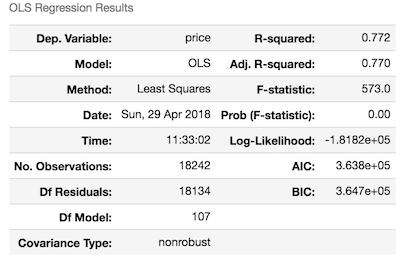 OLS Regression Results
Dep. Variable: price R-squared: 0.772
Model: OLS Adj. R-squared: 0.770
Method: Least Squares F-statistic: 573.0
Date: Sun, 29 Apr 2018 Prob (F-statistic): 0.00
Time: 11:33:02 Log-Likelihood: -1.8182e+05
No. Observations: 18242 AIC: 3.638e+05
Df Residuals: 18134 BIC: 3.647e+05
Df Model: 107
Covariance Type: nonrobust